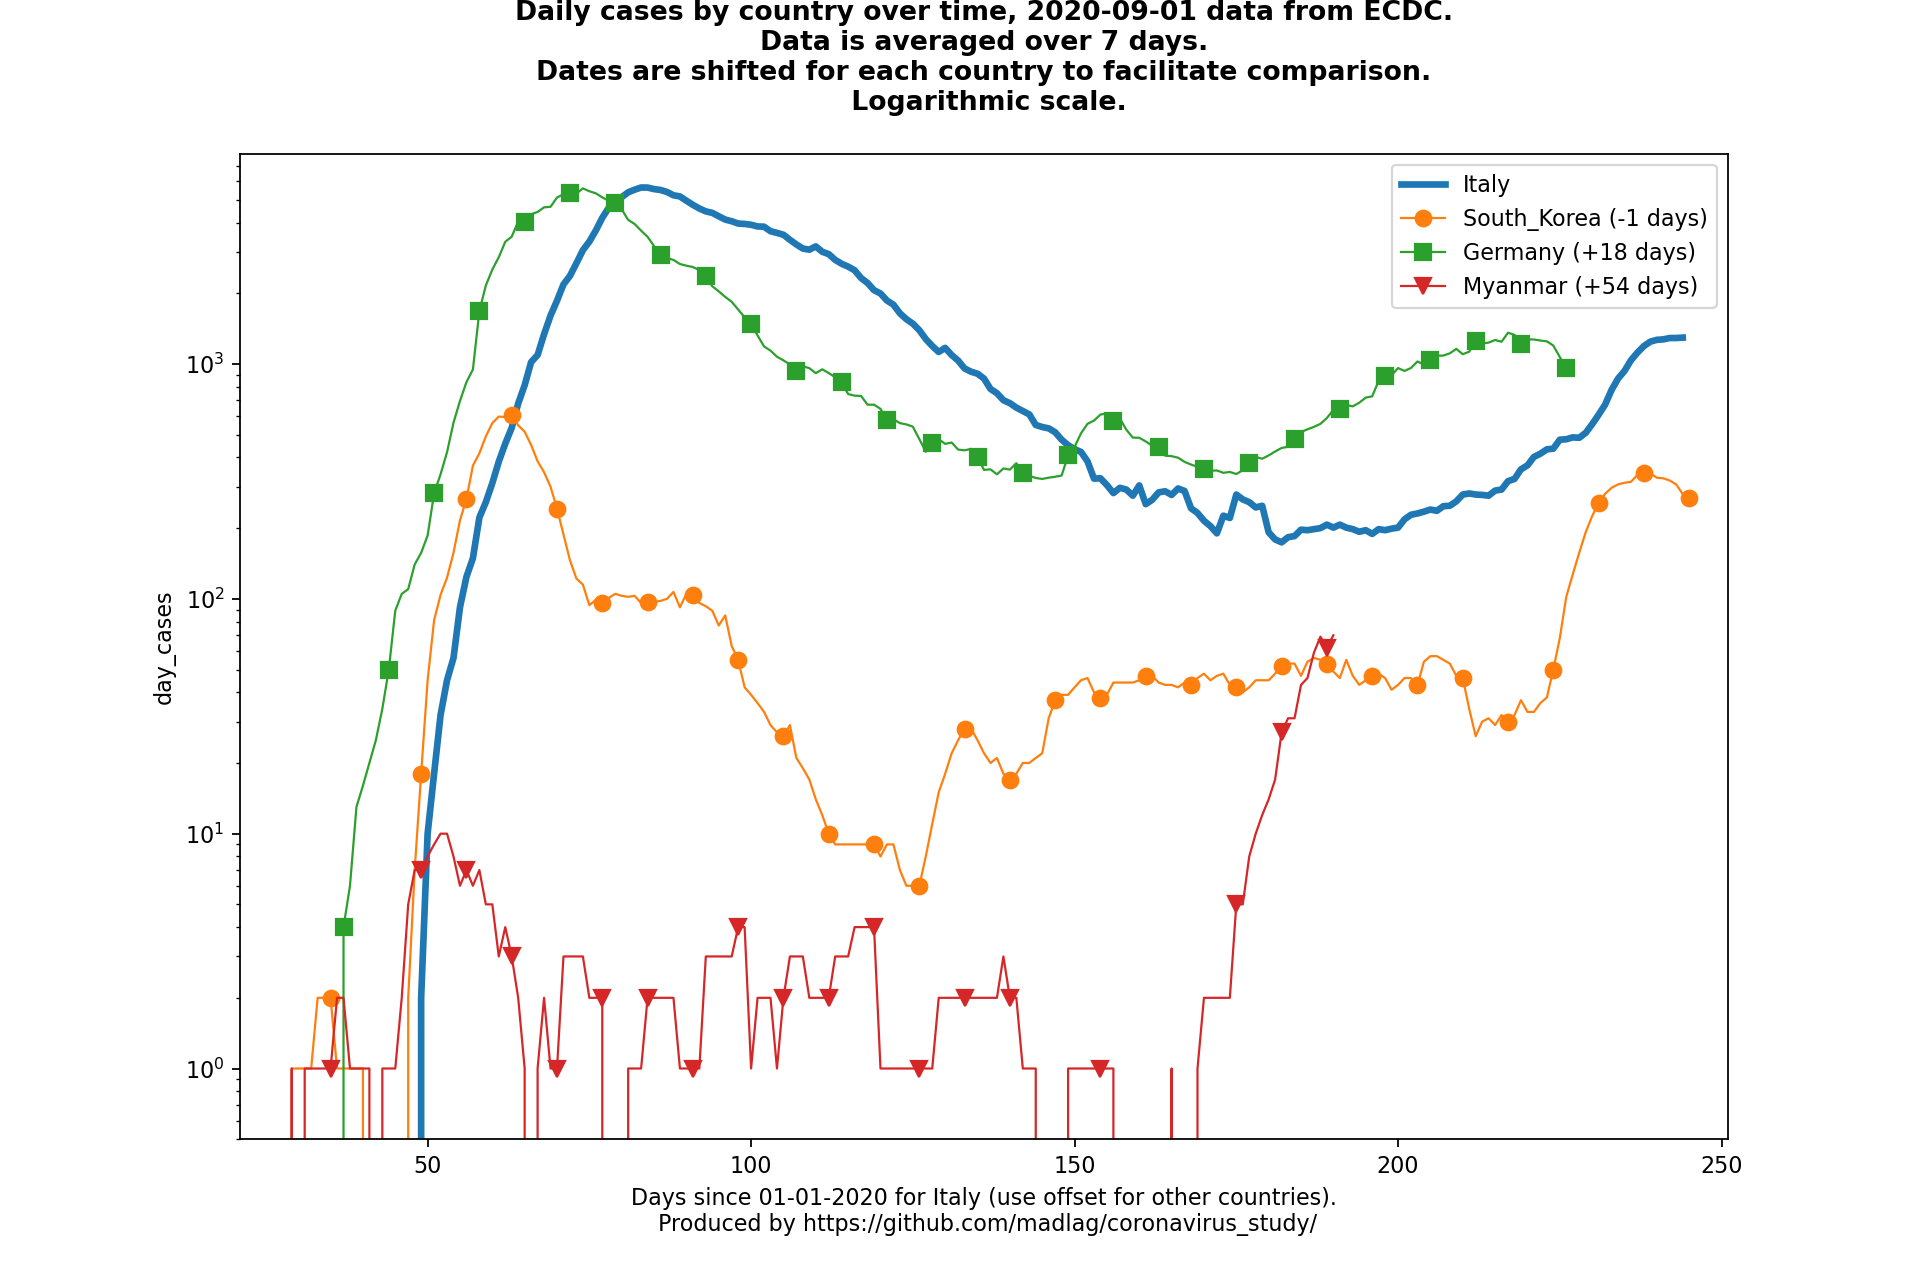 Daily cases by country over time, 2020-09-01 data from ECDC.
Data is averaged over 7 days.
Dates are shifted for each country to facilitate comparison.
Logarithmic scale.
Italy
South_Korea (-1 days)
Germany (+18 days)
Myanmar (+54 days)
10³
10²
10¹
10⁰
day_cases
50
100
150
200
250
Days since 01-01-2020 for Italy (use offset for other countries).
Produced by https://github.com/madlag/coronavirus_study/